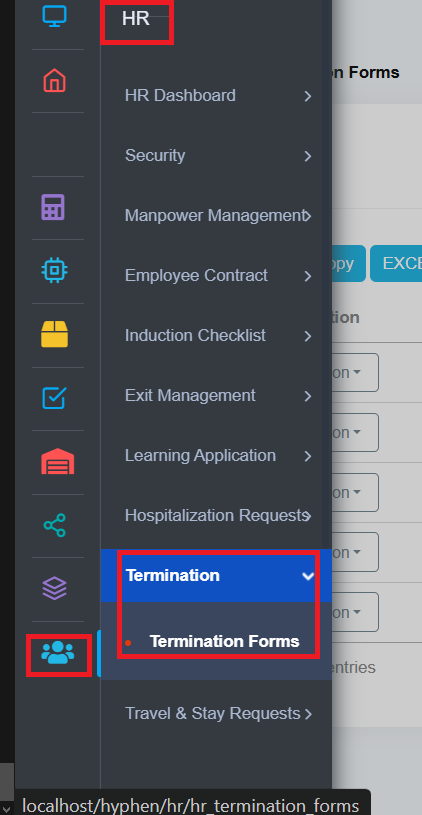 HR
on Forms
HR Dashboard
Security
Manpower Management
opy
EXCE
Employee Contract
tion
Induction Checklist
on
Exit Management
on
Learning Application
on
Hospitalization Requests
on
Termination
on
Termination Forms
entries
Travel & Stay Requests
localhost/hyphen/hr/hr_termination_forms